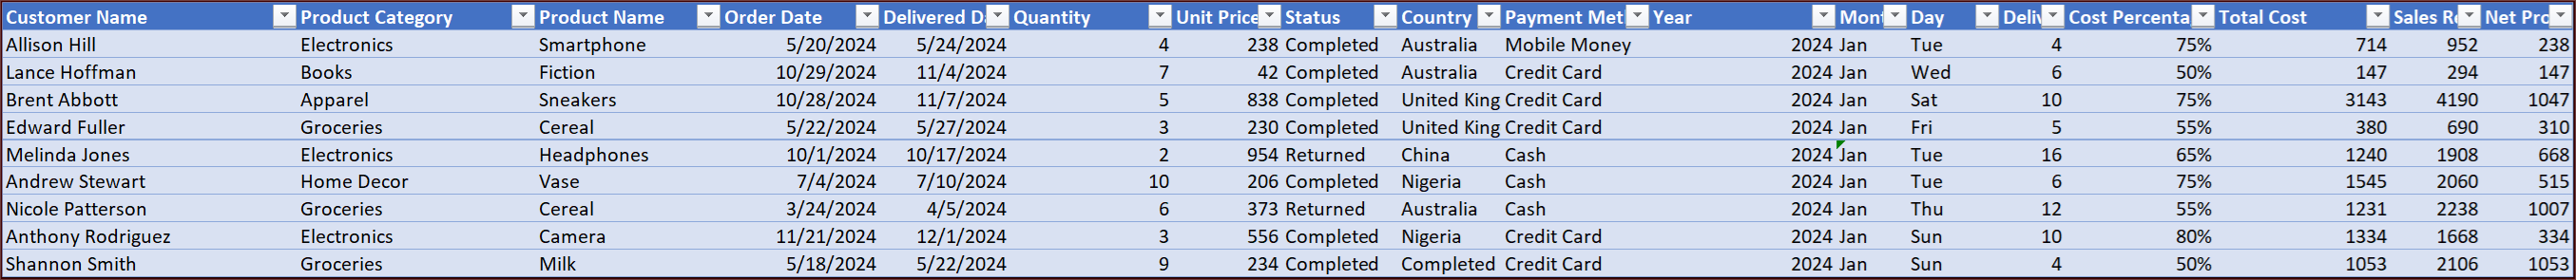 Customer Name Product Category Product Name Order Date Delivered Da Quantity Unit Price Status Country Payment Met Year Mont Day Deliv Cost Percenta Total Cost Sales Re Net Pro
Allison Hill Electronics Smartphone 5/20/2024 5/24/2024 4 238 Completed Australia Mobile Money 2024 Jan Tue 4 75% 714 952 238
Lance Hoffman Books Fiction 10/29/2024 11/4/2024 7 42 Completed Australia Credit Card 2024 Jan Wed 6 50% 147 294 147
Brent Abbott Apparel Sneakers 10/28/2024 11/7/2024 5 838 Completed United King Credit Card 2024 Jan Sat 10 75% 3143 4190 1047
Edward Fuller Groceries Cereal 5/22/2024 5/27/2024 3 230 Completed United King Credit Card 2024 Jan Fri 5 55% 380 690 310
Melinda Jones Electronics Headphones 10/1/2024 10/17/2024 2 954 Returned China Cash 2024 Jan Tue 16 65% 1240 1908 668
Andrew Stewart Home Decor Vase 7/4/2024 7/10/2024 10 206 Completed Nigeria Cash 2024 Jan Tue 6 75% 1545 2060 515
Nicole Patterson Groceries Cereal 3/24/2024 4/5/2024 6 373 Returned Australia Cash 2024 Jan Thu 12 55% 1231 2238 1007
Anthony Rodriguez Electronics Camera 11/21/2024 12/1/2024 3 556 Completed Nigeria Credit Card 2024 Jan Sun 10 80% 1334 1668 334
Shannon Smith Groceries Milk 5/18/2024 5/22/2024 9 234 Completed Completed Credit Card 2024 Jan Sun 4 50% 1053 2106 1053